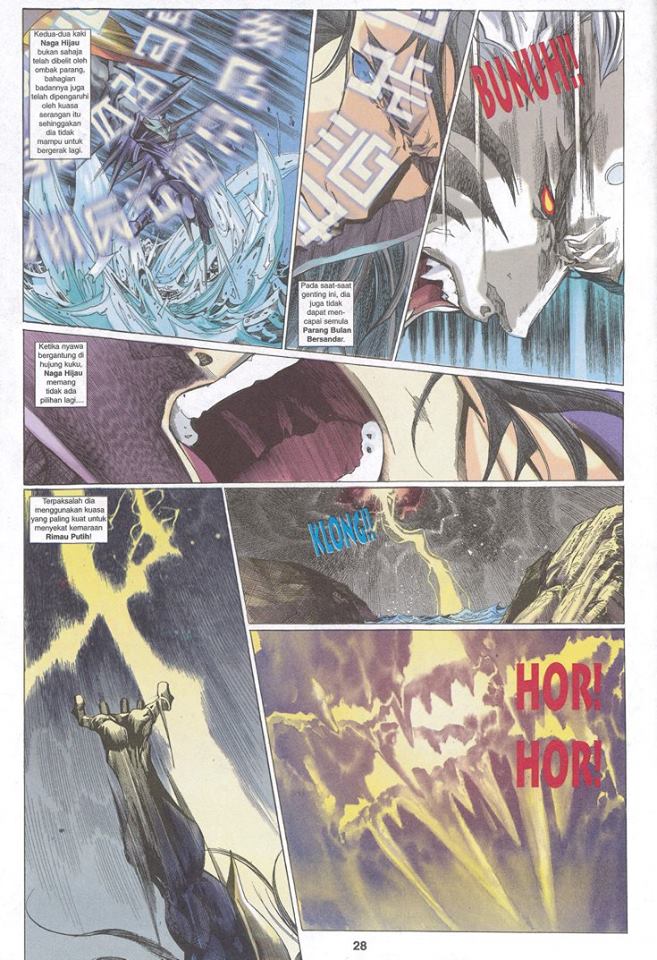 Kedua-dua kaki
Naga Hijau
bukan sahaja
telah dibelit oleh
ombak parang,
bahagian
badannya juga
telah dipengaruhi
oleh kuasa
serangan itu
sehinggakan
dia tidak
mampu untuk
bergerak lagi.
BUNUH!!
Pada saat-saat
genting ini, dia
juga tidak
dapat men-
capai semula
Parang Bulan
Bersandar.
Ketika nyawa
bergantung di
hujung kuku,
Naga Hijau
memang
tidak ada
pilihan lagi....
Terpaksalah dia
menggunakan kuasa
yang paling kuat untuk
menyekat kemaraan
Rimau Putih!
KLONG!!
HOR!
HOR!
28